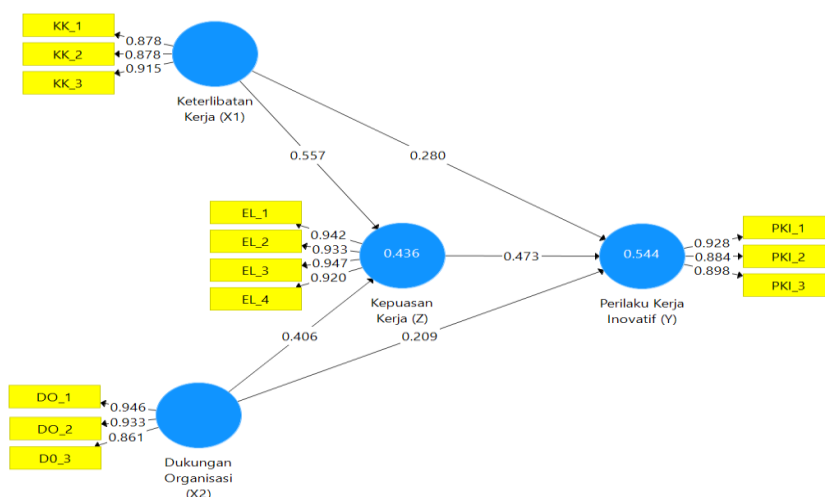 KK_1
KK_2
KK_3
0.878
0.878
0.915
Keterlibatan
Kerja (X1)
0.557
0.280
EL_1
EL_2
EL_3
EL_4
0.942
0.933
0.947
0.920
0.436
Kepuasan
Kerja (Z)
0.473
0.544
Perilaku Kerja
Inovatif (Y)
0.928
0.884
0.898
PKI_1
PKI_2
PKI_3
0.406
0.209
DO_1
DO_2
D0_3
0.946
0.933
0.861
Dukungan
Organisasi
(X2)